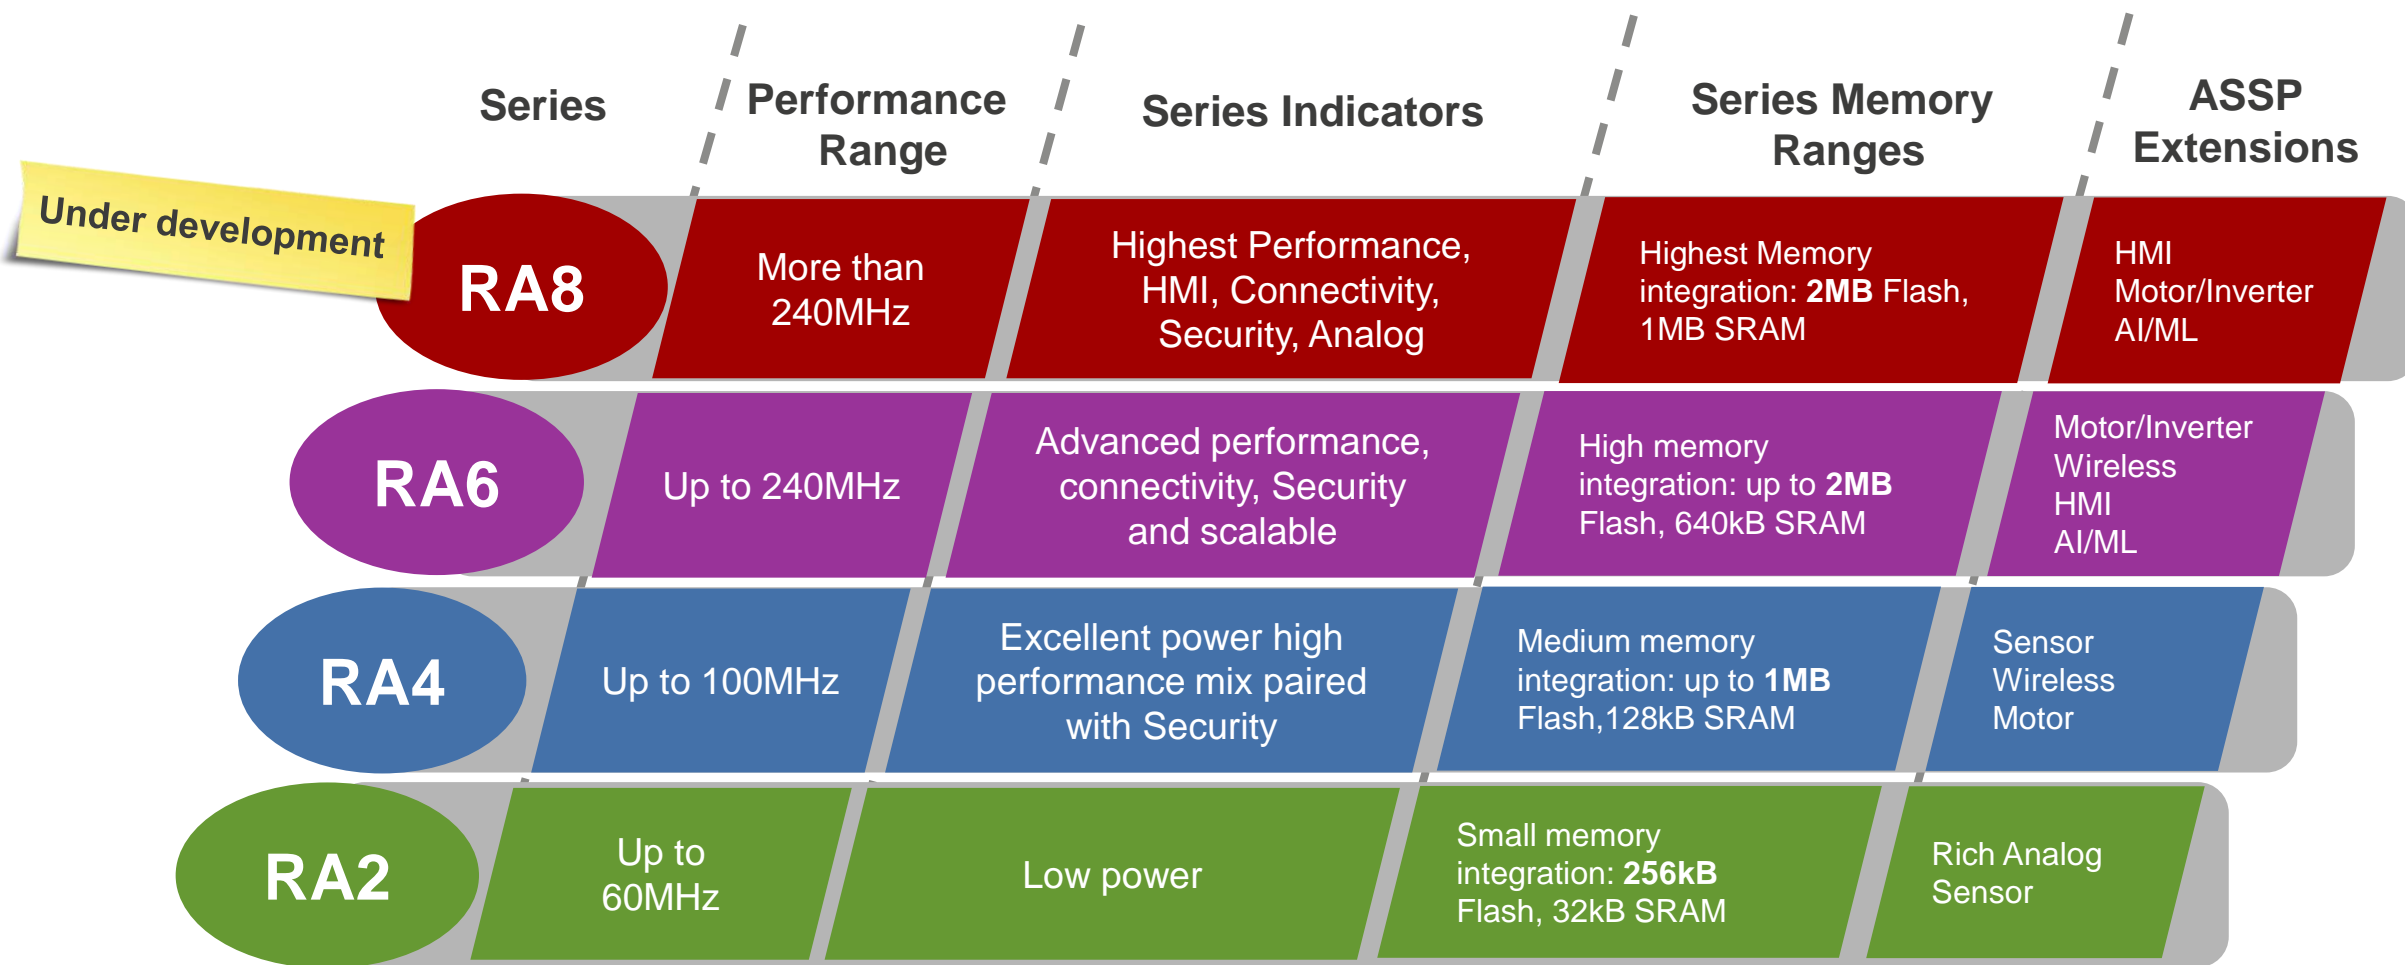 Series
Performance
Range
Series Indicators
Series Memory
Ranges
ASSP
Extensions
Under development
RA8
More than
240MHz
Highest Performance,
HMI, Connectivity,
Security, Analog
Highest Memory
integration: 2MB Flash,
1MB SRAM
HMI
Motor/Inverter
AI/ML
RA6
Up to 240MHz
Advanced performance,
connectivity, Security
and scalable
High memory
integration: up to 2MB
Flash, 640kB SRAM
Motor/Inverter
Wireless
HMI
AI/ML
RA4
Up to 100MHz
Excellent power high
performance mix paired
with Security
Medium memory
integration: up to 1MB
Flash,128kB SRAM
Sensor
Wireless
Motor
RA2
Up to
60MHz
Low power
Small memory
integration: 256kB
Flash, 32kB SRAM
Rich Analog
Sensor